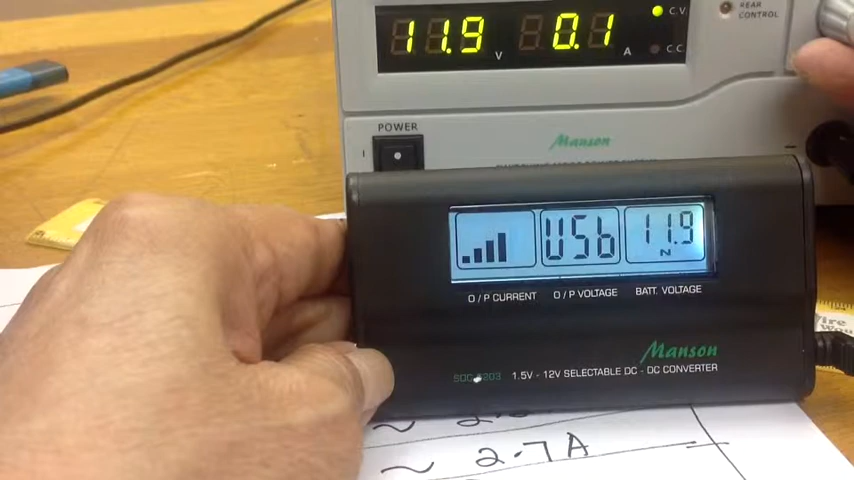 REAR
CONTROL
C.V.
11.9 V 0.1 A
C.C.
POWER
I
Manson
USb 11.9
N
O/P CURRENT O/P VOLTAGE BATT. VOLTAGE
Manson
1.5V - 12V SELECTABLE DC - DC CONVERTER
~ 2.7A